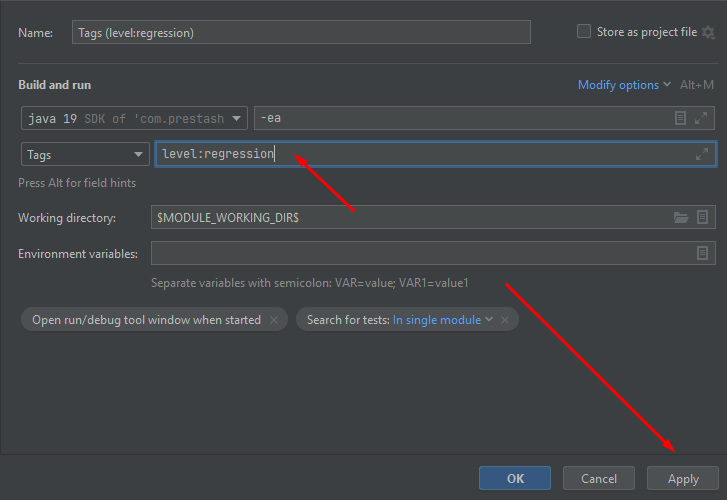 Name: Tags (level:regression) Store as project file
Build and run Modify options Alt+M
java 19 SDK of 'com.prestash -ea
Tags level:regression
Press Alt for field hints
Working directory: $MODULE_WORKING_DIR$
Environment variables:
Separate variables with semicolon: VAR=value; VAR1=value1
Open run/debug tool window when started Search for tests: In single module
OK Cancel Apply